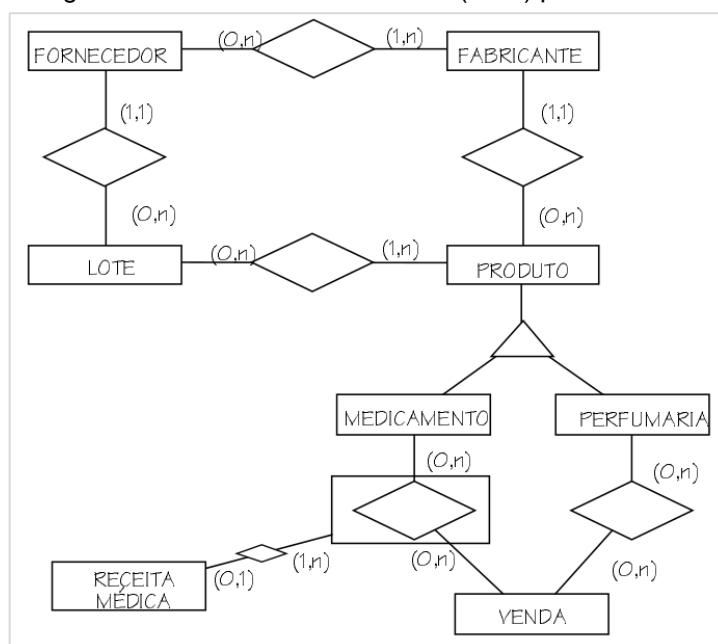 FORNECEDOR (0,n) (1,n) FABRICANTE
(1,1) (1,1)
(0,n) (0,n)
LOTE (0,n) (1,n) PRODUTO
MEDICAMENTO PERFUMARIA
(0,n) (0,n)
(1,n) (0,n)
(0,1) (0,n)
RECEITA
MÉDICA
VENDA